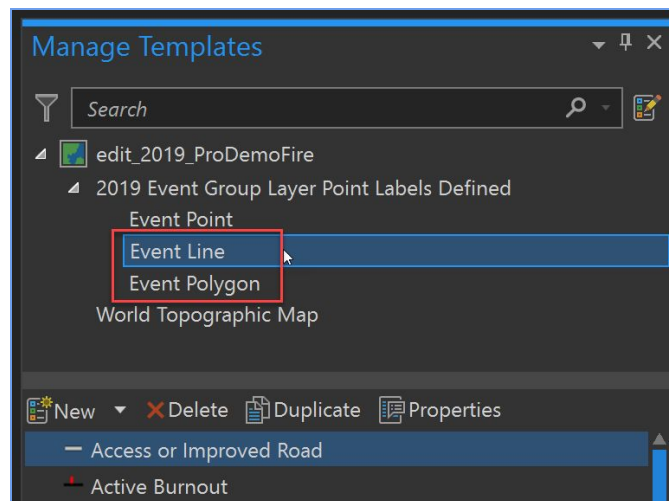 Manage Templates
Search
edit_2019_ProDemoFire
2019 Event Group Layer Point Labels Defined
Event Point
Event Line
Event Polygon
World Topographic Map
New Delete Duplicate Properties
Access or Improved Road
Active Burnout